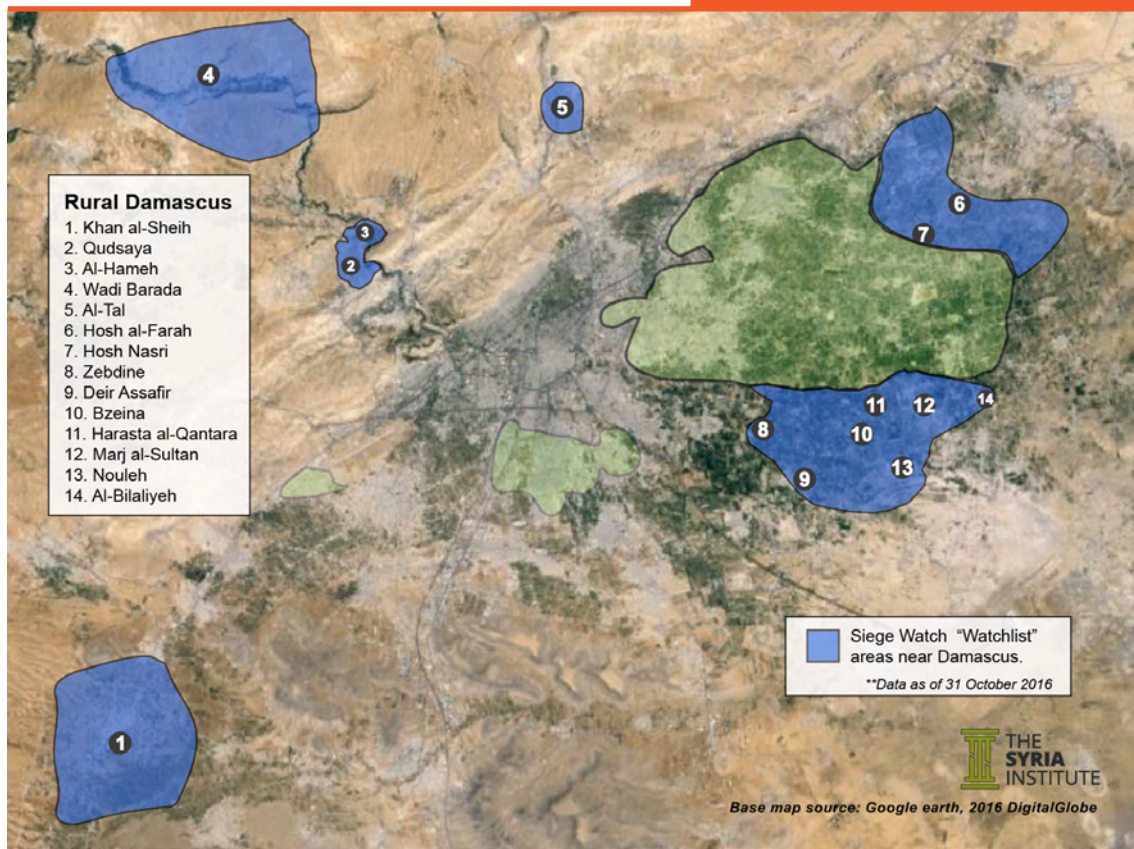 4
5
6
7
3
2
Rural Damascus
1. Khan al-Sheih
2. Qudsaya
3. Al-Hameh
4. Wadi Barada
5. Al-Tal
6. Hosh al-Farah
7. Hosh Nasri
8. Zebdine
9. Deir Assafir
10. Bzeina
11. Harasta al-Qantara
12. Marj al-Sultan
13. Nouleh
14. Al-Bilaliyeh
14
11
12
8
10
13
9
Siege Watch "Watchlist"
areas near Damascus.
**Data as of 31 October 2016
1
THE
SYRIA
INSTITUTE
Base map source: Google earth, 2016 DigitalGlobe